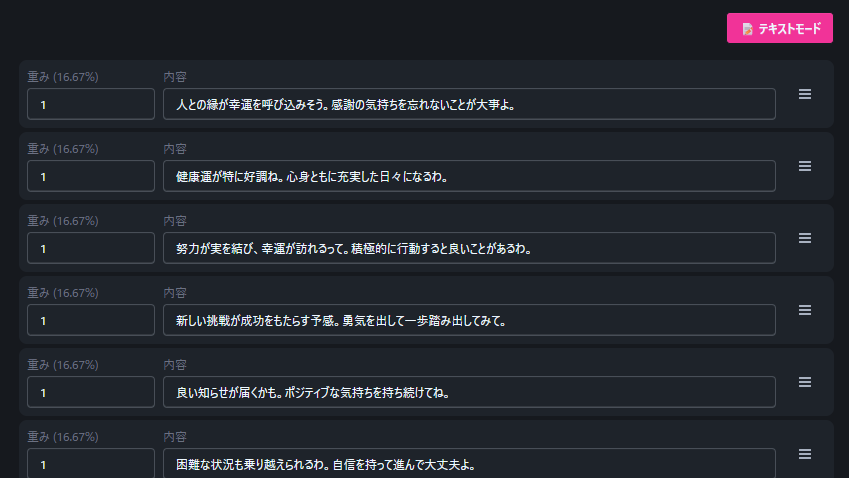 テキストモード
重み (16.67%) 内容
1 人との縁が幸運を呼び込みそう。感謝の気持ちを忘れないことが大事よ。
重み (16.67%) 内容
1 健康運が特に好調ね。心身ともに充実した日々になるわ。
重み (16.67%) 内容
1 努力が実を結び、幸運が訪れるって。積極的に行動すると良いことがあるわ。
重み (16.67%) 内容
1 新しい挑戦が成功をもたらす予感。勇気を出して一歩踏み出してみて。
重み (16.67%) 内容
1 良い知らせが届くかも。ポジティブな気持ちを持ち続けてね。
重み (16.67%) 内容
1 困難な状況も乗り越えられるわ。自信を持って進んで大丈夫よ。